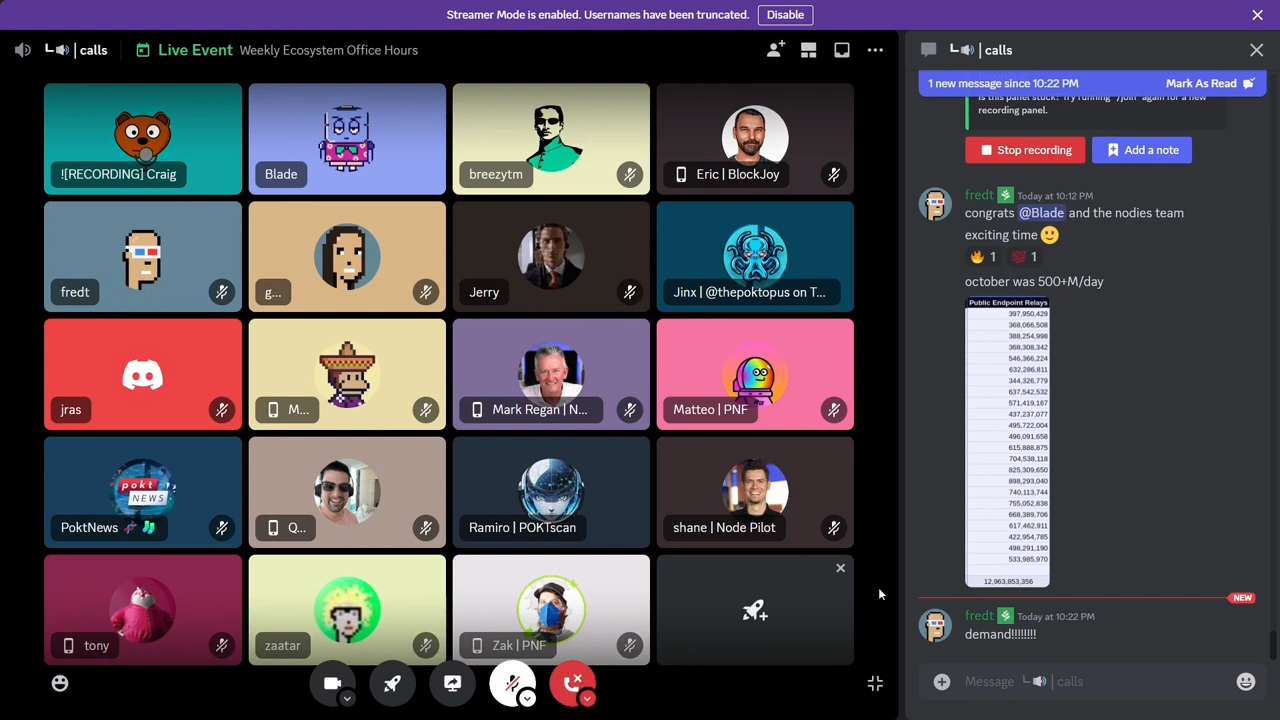 Streamer Mode is enabled. Usernames have been truncated.
Disable
calls
Live Event
Weekly Ecosystem Office Hours
![RECORDING] Craig
Blade
breezytm
Eric | BlockJoy
fredt
g...
Jerry
Jinx | @thepoktopus on T...
jras
M...
Mark Regan | N...
Matteo | PNF
pokt
NEWS
PoktNews
Q...
Ramiro | POKTscan
shane | Node Pilot
tony
zaatar
Zak | PNF
calls
1 new message since 10:22 PM
Mark As Read
Is this panel stuck? Try running "/join" again for a new
recording panel.
Stop recording
Add a note
fredt Today at 10:12 PM
congrats @Blade and the nodies team
exciting time
1
1
october was 500+M/day
Public Endpoint Relays
397,950,429
368,066,508
388,254,998
368,308,342
546,366,224
632,286,811
344,326,779
637,542,532
571,419,167
437,237,077
495,722,004
496,091,658
615,888,875
704,538,118
825,309,650
898,293,040
740,113,744
755,052,838
668,389,706
617,462,911
422,954,785
498,291,190
533,985,970
12,963,853,356
NEW
fredt Today at 10:22 PM
demand!!!!!!!!
Message calls